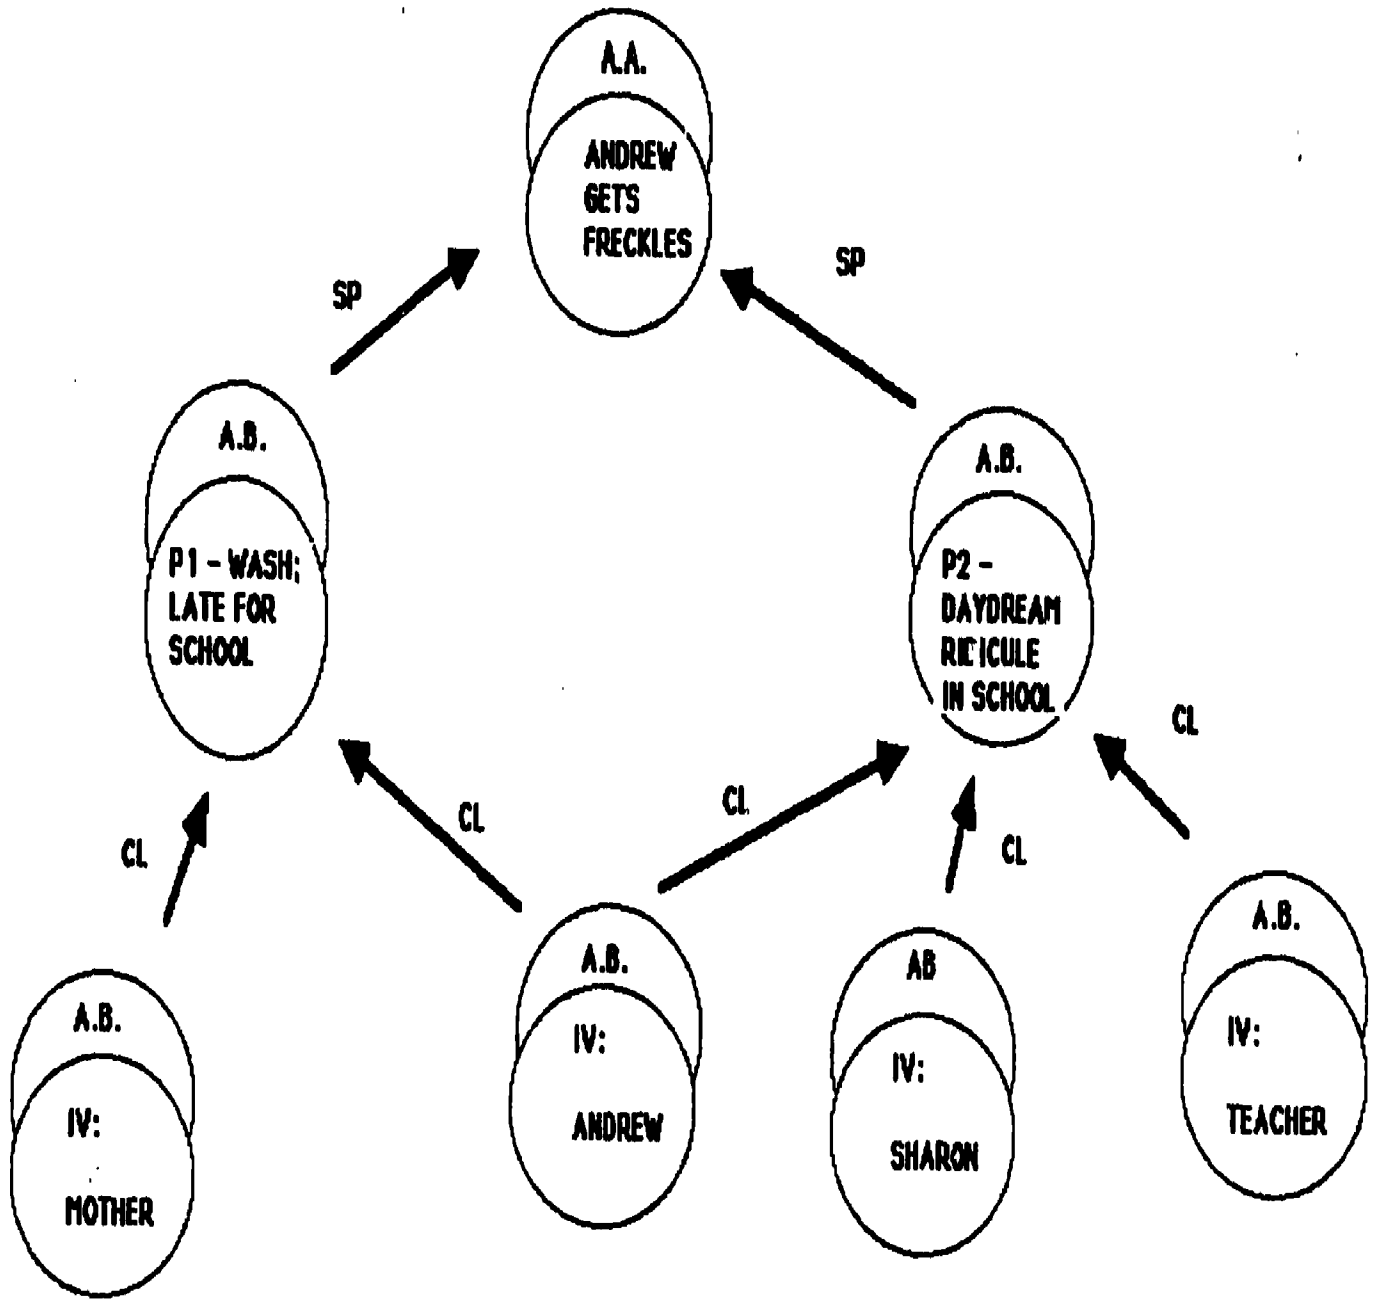 A.A.
ANDREW
GETS
FRECKLES
SP
SP
A.B.
P1 - WASH;
LATE FOR
SCHOOL
A.B.
P2 -
DAYDREAM
RIDICULE
IN SCHOOL
CL
CL
CL
CL
CL
A.B.
IV:
MOTHER
A.B.
IV:
ANDREW
AB
IV:
SHARON
A.B.
IV:
TEACHER